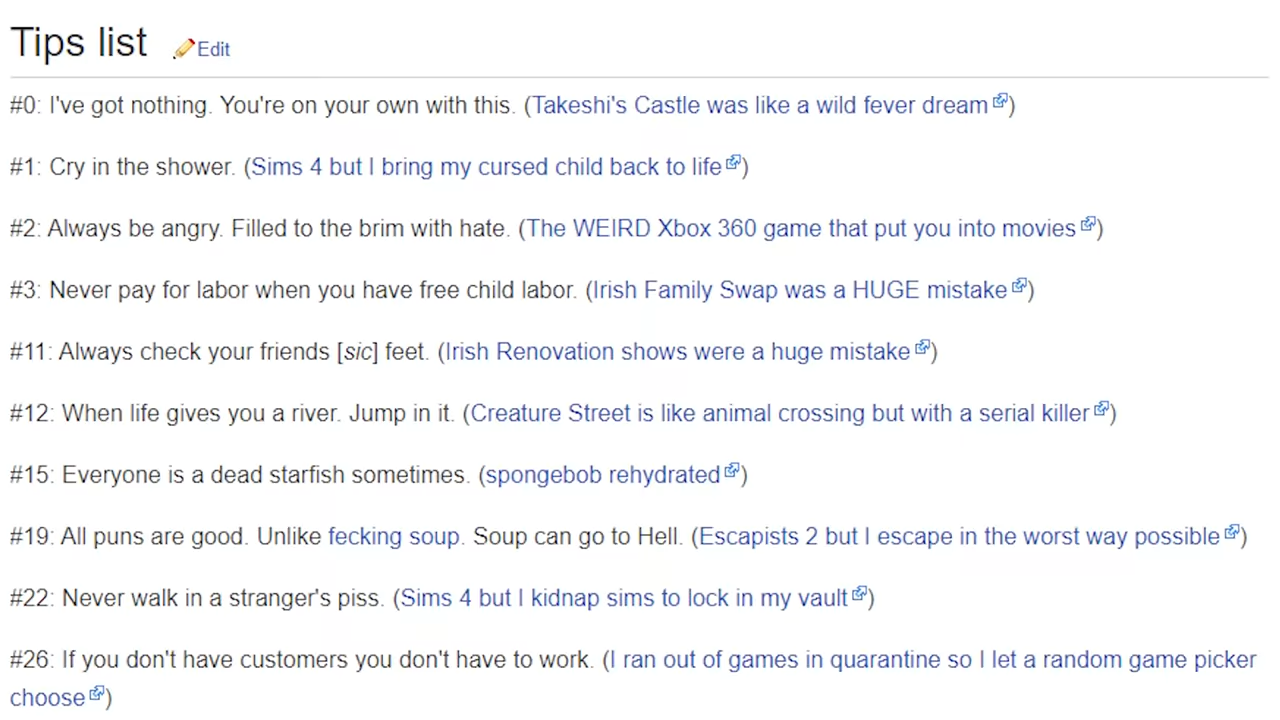 Tips list Edit
#0: I've got nothing. You're on your own with this. (Takeshi's Castle was like a wild fever dream)
#1: Cry in the shower. (Sims 4 but I bring my cursed child back to life)
#2: Always be angry. Filled to the brim with hate. (The WEIRD Xbox 360 game that put you into movies)
#3: Never pay for labor when you have free child labor. (Irish Family Swap was a HUGE mistake)
#11: Always check your friends [sic] feet. (Irish Renovation shows were a huge mistake)
#12: When life gives you a river. Jump in it. (Creature Street is like animal crossing but with a serial killer)
#15: Everyone is a dead starfish sometimes. (spongebob rehydrated)
#19: All puns are good. Unlike fecking soup. Soup can go to Hell. (Escapists 2 but I escape in the worst way possible)
#22: Never walk in a stranger's piss. (Sims 4 but I kidnap sims to lock in my vault)
#26: If you don't have customers you don't have to work. (I ran out of games in quarantine so I let a random game picker
choose)